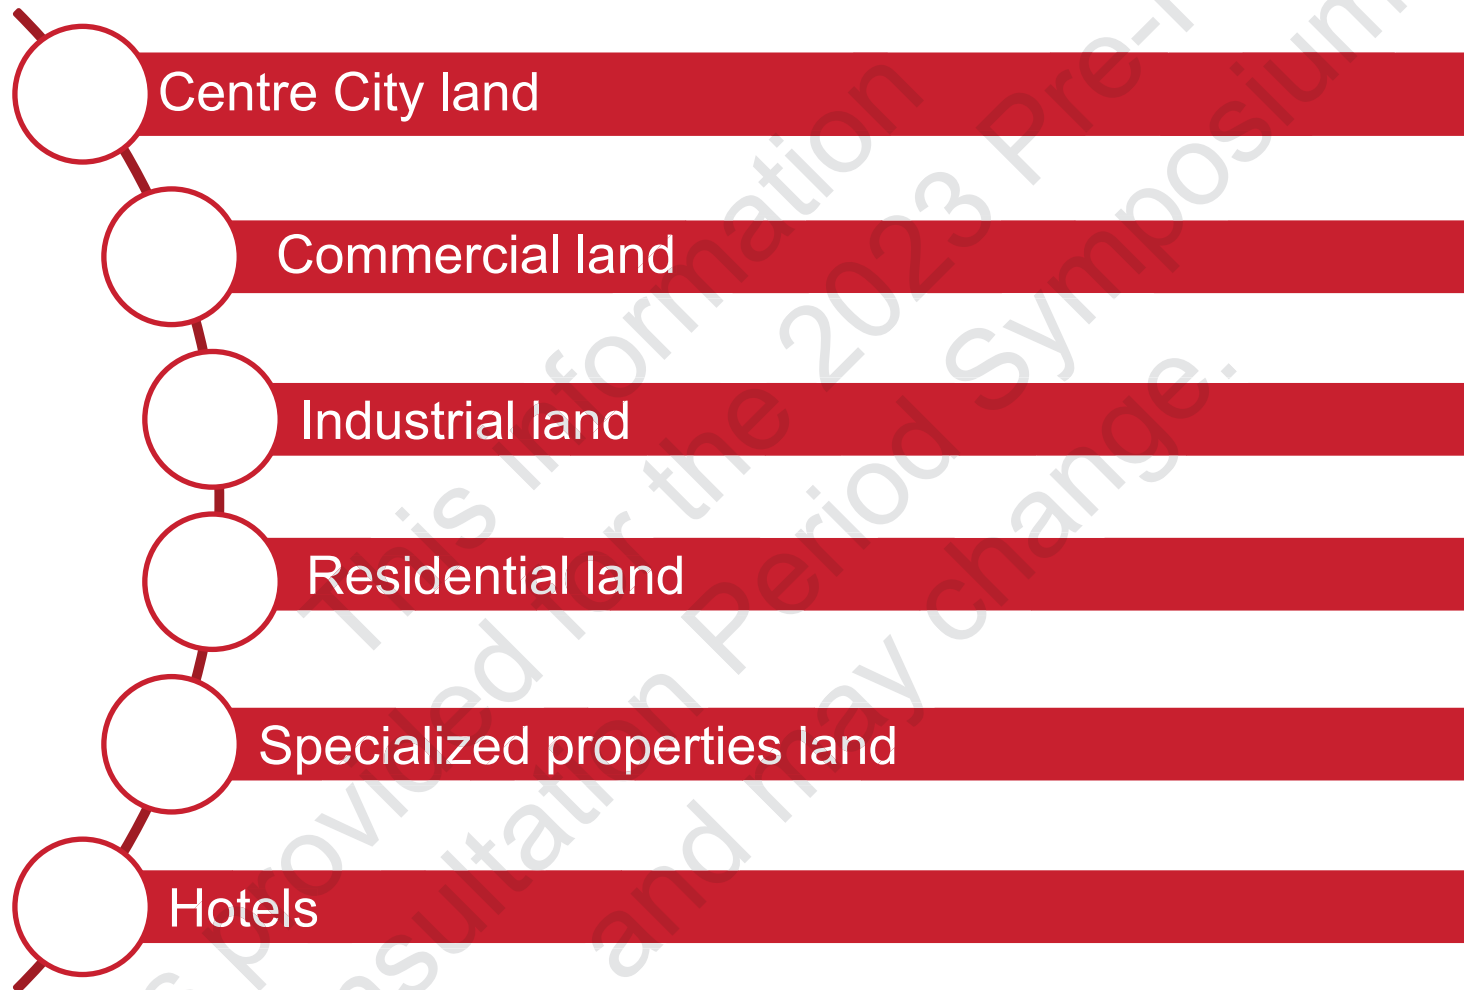 Centre City land
Commercial land
Industrial land
Residential land
Specialized properties land
Hotels
This information
provided for the 2023 Pre-
Period Symposium
and may change.